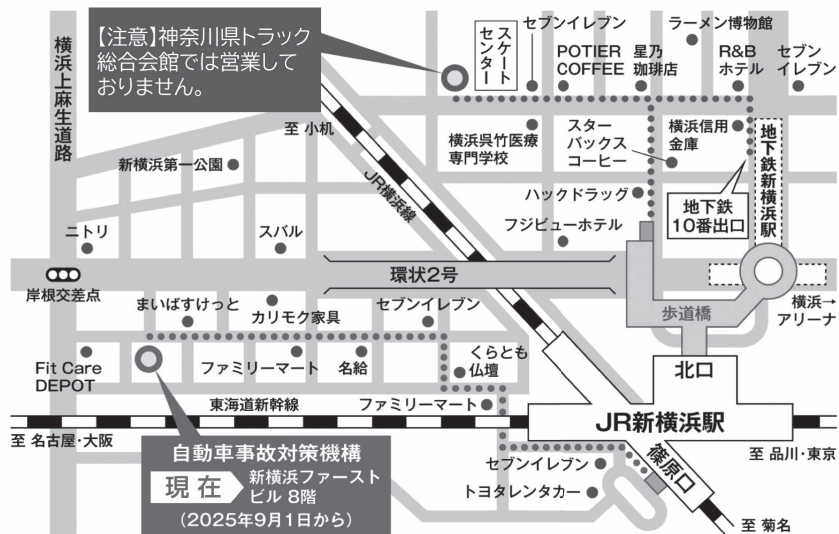 【注意】神奈川県トラック
総合会館では営業して
おりません。
横浜上麻生道路
スケート
センター
セブンイレブン
POTIER
COFFEE
星乃
珈琲店
ラーメン博物館
R&B
ホテル
セブン
イレブン
至 小机
JR横浜線
新横浜第一公園
横浜呉竹医療
専門学校
スター
バックス
コーヒー
横浜信用
金庫
地下鉄新横浜駅
ハックドラッグ
地下鉄
10番出口
フジビューホテル
ニトリ
スバル
環状2号
岸根交差点
歩道橋
横浜→
アリーナ
まいばすけっと
カリモク家具
セブンイレブン
Fit Care
DEPOT
ファミリーマート
名給
くらとも
仏壇
北口
東海道新幹線
ファミリーマート
JR新横浜駅
至 名古屋・大阪
至 品川・東京
自動車事故対策機構
現在
新横浜ファースト
ビル 8階
(2025年9月1日から)
セブンイレブン
トヨタレンタカー
篠原口
至 菊名